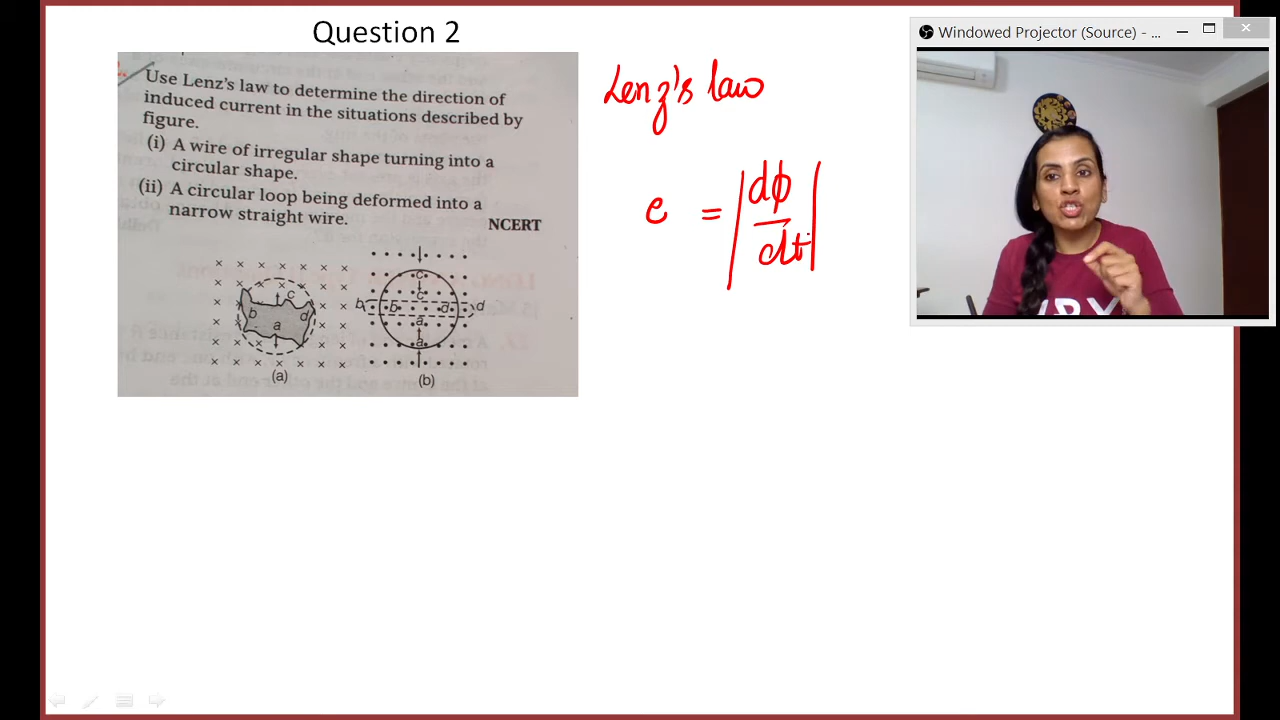 Question 2
Use Lenz's law to determine the direction of
induced current in the situations described by
figure.
(i) A wire of irregular shape turning into a
circular shape.
(ii) A circular loop being deformed into a
narrow straight wire.
NCERT
c
b
d
a
(a)
c
c
b
b
d
d
a
a
(b)
Lenz's law
e = |dϕ/dt|
Windowed Projector (Source) - ...